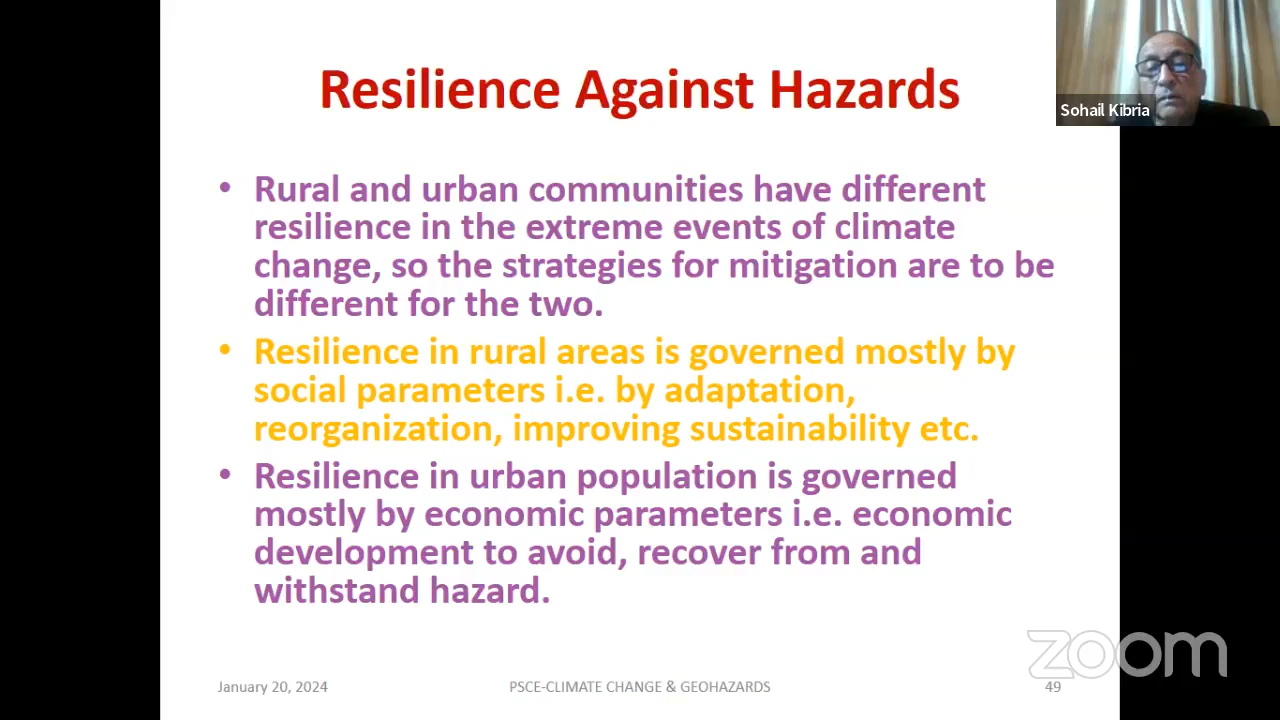 Resilience Against Hazards
Sohail Kibria
• Rural and urban communities have different
resilience in the extreme events of climate
change, so the strategies for mitigation are to be
different for the two.
• Resilience in rural areas is governed mostly by
social parameters i.e. by adaptation,
reorganization, improving sustainability etc.
• Resilience in urban population is governed
mostly by economic parameters i.e. economic
development to avoid, recover from and
withstand hazard.
zoom
January 20, 2024
PSCE-CLIMATE CHANGE & GEOHAZARDS
49